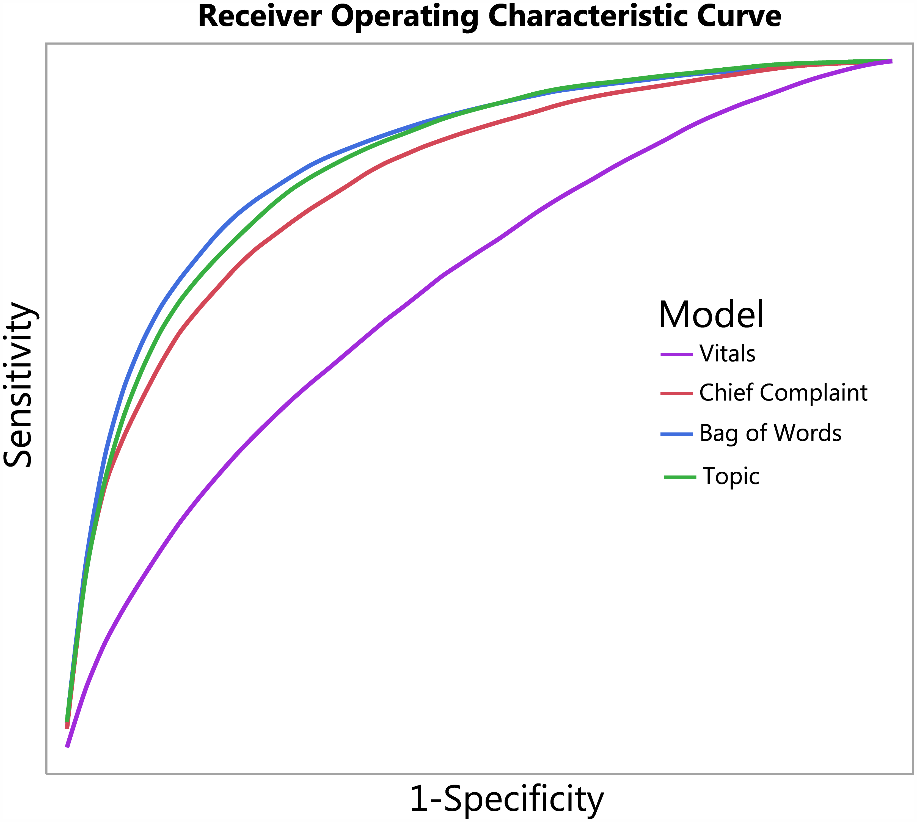 Receiver Operating Characteristic Curve
Sensitivity
Model
Vitals
Chief Complaint
Bag of Words
Topic
1-Specificity